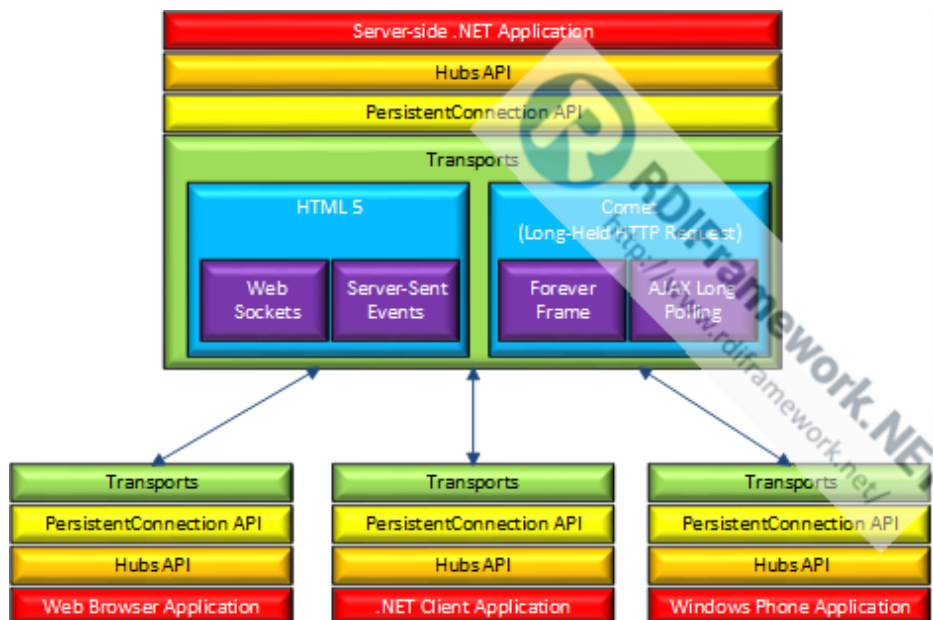 Server-side .NET Application
Hubs API
PersistentConnection API
Transports
HTML 5
Web
Sockets
Server-Sent
Events
Comet
(Long-Held HTTP Request)
Forever
Frame
AJAX Long
Polling
RDIFramework.NET
http://www.rdiframework.net/
Transports
PersistentConnection API
Hubs API
Web Browser Application
Transports
PersistentConnection API
Hubs API
.NET Client Application
Transports
PersistentConnection API
Hubs API
Windows Phone Application